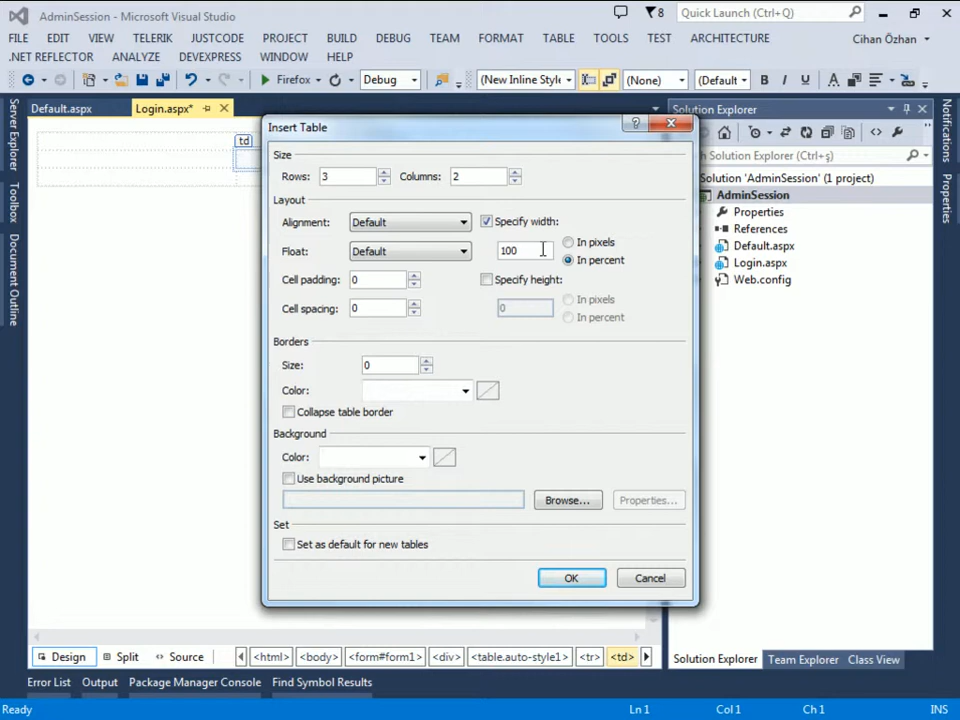 AdminSession - Microsoft Visual Studio
8
Quick Launch (Ctrl+Q)
FILE EDIT VIEW TELERIK JUSTCODE PROJECT BUILD DEBUG TEAM FORMAT TABLE TOOLS TEST ARCHITECTURE
Cihan Özhan
.NET REFLECTOR ANALYZE DEVEXPRESS WINDOW HELP
Firefox Debug (New Inline Style (None) (Default B I U A
Default.aspx Login.aspx*
Solution Explorer
Server Explorer
Toolbox
Document Outline
Notifications
Properties
td
Insert Table
Size
Rows: 3 Columns: 2
Layout
Alignment: Default Specify width:
Float: Default 100 In pixels
In percent
Cell padding: 0 Specify height:
Cell spacing: 0 0 In pixels
In percent
Borders
Size: 0
Color:
Collapse table border
Background
Color:
Use background picture
Browse... Properties...
Set
Set as default for new tables
OK Cancel
h Solution Explorer (Ctrl+ş)
Solution 'AdminSession' (1 project)
AdminSession
Properties
References
Default.aspx
Login.aspx
Web.config
Design Split Source <html> <body> <form#form1> <div> <table.auto-style1> <tr> <td>
Solution Explorer Team Explorer Class View
Error List Output Package Manager Console Find Symbol Results
Ready Ln 1 Col 1 Ch 1 INS